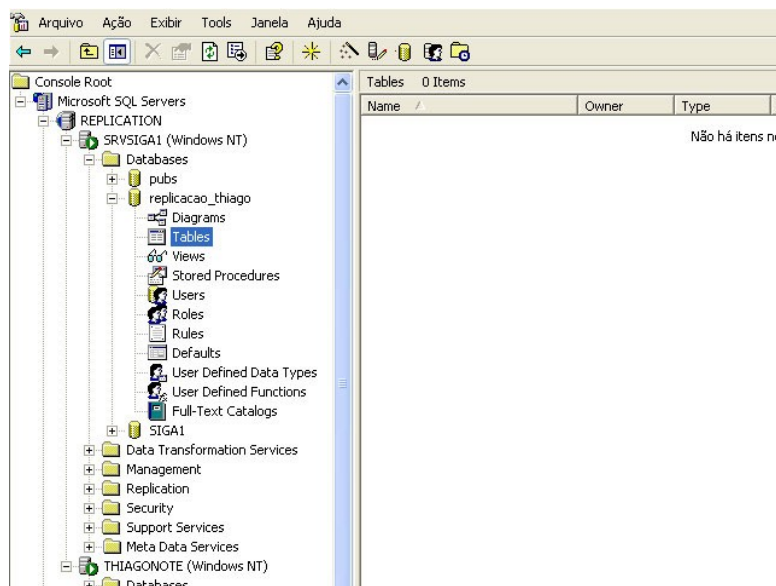 Arquivo Ação Exibir Tools Janela Ajuda
Console Root
Microsoft SQL Servers
REPLICATION
SRVSIGA1 (Windows NT)
Databases
pubs
replicacao_thiago
Diagrams
Tables
Views
Stored Procedures
Users
Roles
Rules
Defaults
User Defined Data Types
User Defined Functions
Full-Text Catalogs
SIGA1
Data Transformation Services
Management
Replication
Security
Support Services
Meta Data Services
THIAGONOTE (Windows NT)
Databases
Tables 0 Items
Name Owner Type
Não há itens